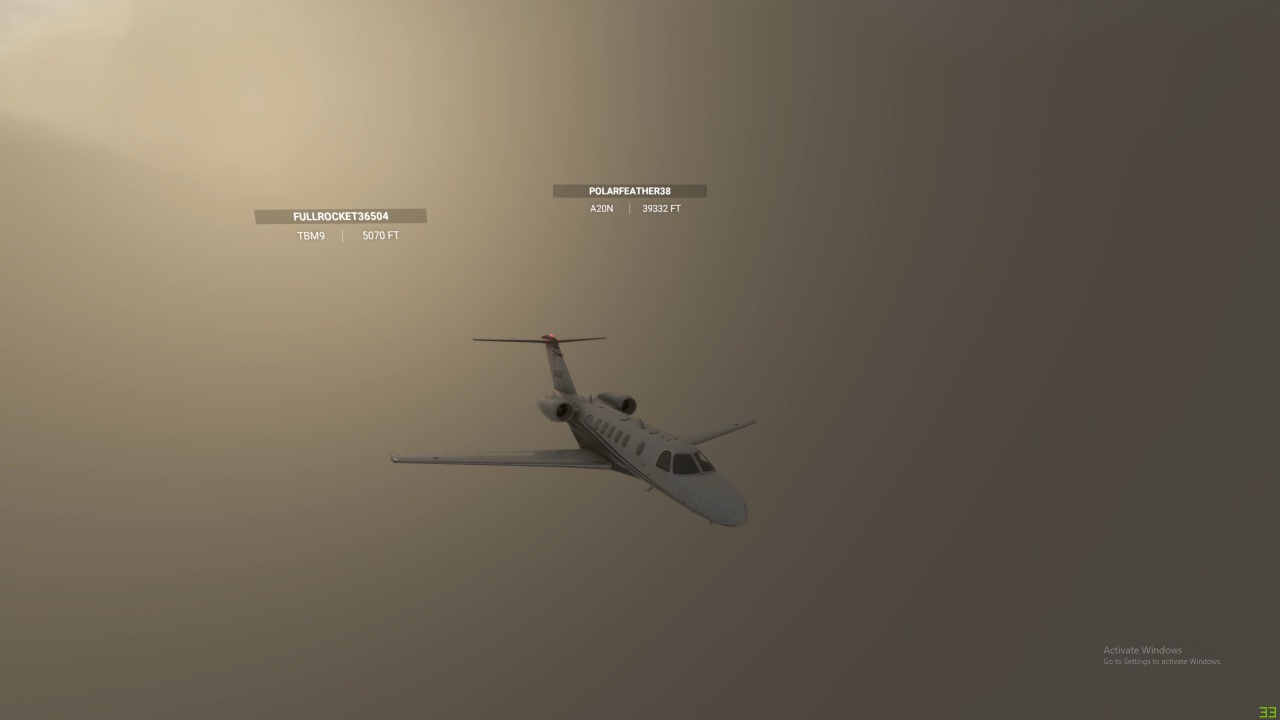 POLARFEATHER38
A20N | 39332 FT
FULLROCKET36504
TBM9 | 5070 FT
Activate Windows
Go to Settings to activate Windows.
33